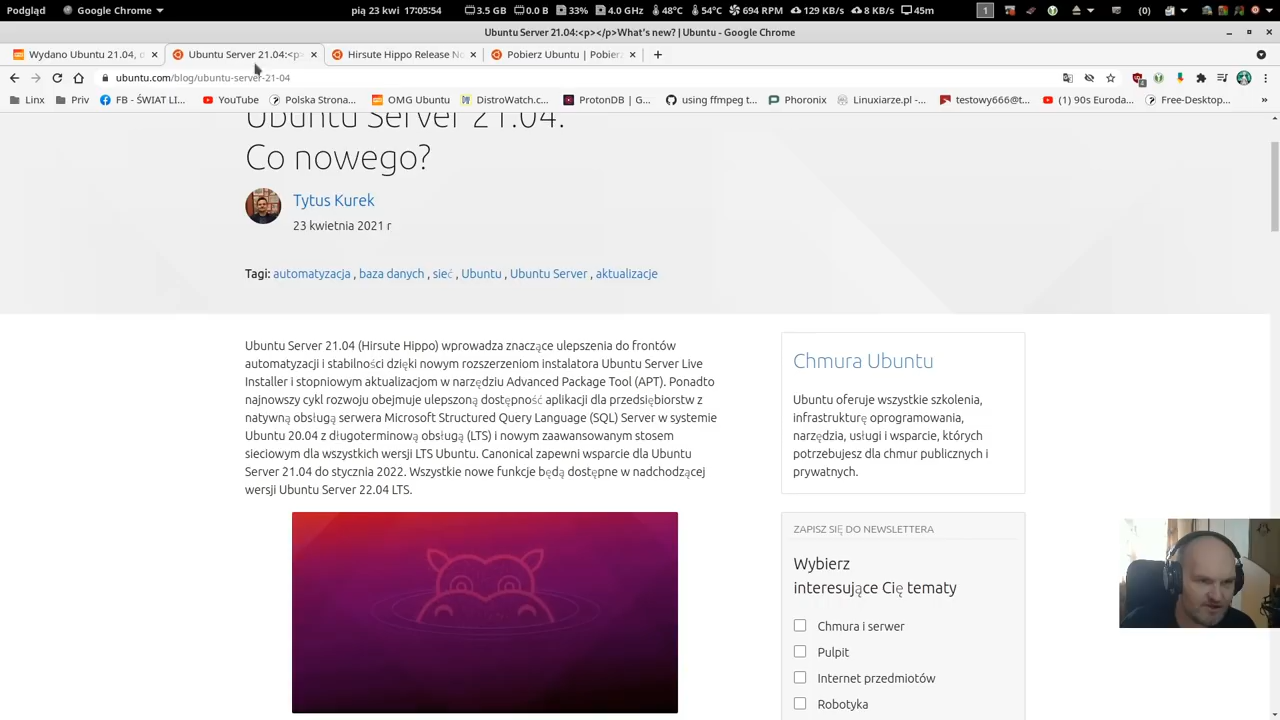 Podgląd Google Chrome pią 23 kwi 17:05:54 3.5 GB 0.0 B 33% 4.0 GHz 48°C 54°C 694 RPM 129 KB/s 8 KB/s 45m 1 (0)
Ubuntu Server 21.04:<p></p>What's new? | Ubuntu - Google Chrome
Wydano Ubuntu 21.04, Ubuntu Server 21.04:<p> Hirsute Hippo Release No Pobierz Ubuntu | Pobierz
ubuntu.com/blog/ubuntu-server-21-04
Linx Priv FB - ŚWIAT LI... YouTube Polska Strona... OMG Ubuntu DistroWatch.c... ProtonDB | G... using ffmpeg t... Phoronix Linuxiarze.pl -... testowy666@t... (1) 90s Euroda... Free-Desktop... »
Ubuntu Server 21.04:
Co nowego?
Tytus Kurek
23 kwietnia 2021 r
Tagi: automatyzacja , baza danych , sieć , Ubuntu , Ubuntu Server , aktualizacje
Ubuntu Server 21.04 (Hirsute Hippo) wprowadza znaczące ulepszenia do frontów
automatyzacji i stabilności dzięki nowym rozszerzeniom instalatora Ubuntu Server Live
Installer i stopniowym aktualizacjom w narzędziu Advanced Package Tool (APT). Ponadto
najnowszy cykl rozwoju obejmuje ulepszoną dostępność aplikacji dla przedsiębiorstw z
natywną obsługą serwera Microsoft Structured Query Language (SQL) Server w systemie
Ubuntu 20.04 z długoterminową obsługą (LTS) i nowym zaawansowanym stosem
sieciowym dla wszystkich wersji LTS Ubuntu. Canonical zapewni wsparcie dla Ubuntu
Server 21.04 do stycznia 2022. Wszystkie nowe funkcje będą dostępne w nadchodzącej
wersji Ubuntu Server 22.04 LTS.
Chmura Ubuntu
Ubuntu oferuje wszystkie szkolenia,
infrastrukturę oprogramowania,
narzędzia, usługi i wsparcie, których
potrzebujesz dla chmur publicznych i
prywatnych.
ZAPISZ SIĘ DO NEWSLETTERA
Wybierz
interesujące Cię tematy
Chmura i serwer
Pulpit
Internet przedmiotów
Robotyka